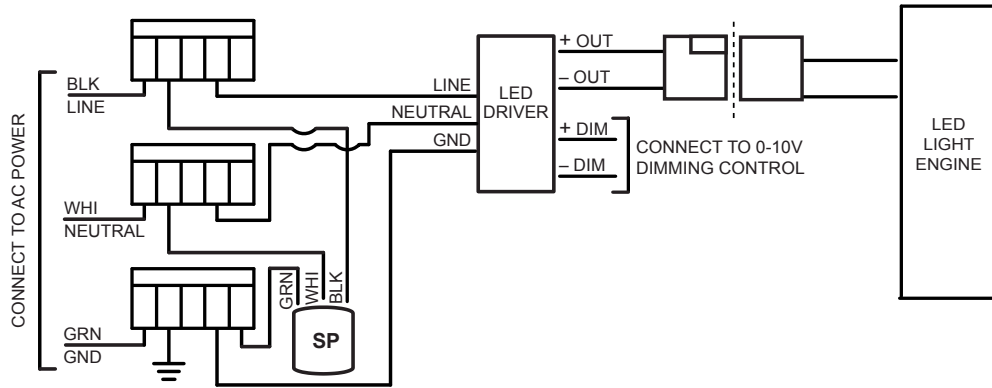 CONNECT TO AC POWER
BLK
LINE
WHI
NEUTRAL
GRN
GND
GRN
WHI
BLK
SP
LINE
NEUTRAL
GND
LED
DRIVER
+ OUT
– OUT
+ DIM
– DIM
CONNECT TO 0-10V
DIMMING CONTROL
LED
LIGHT
ENGINE